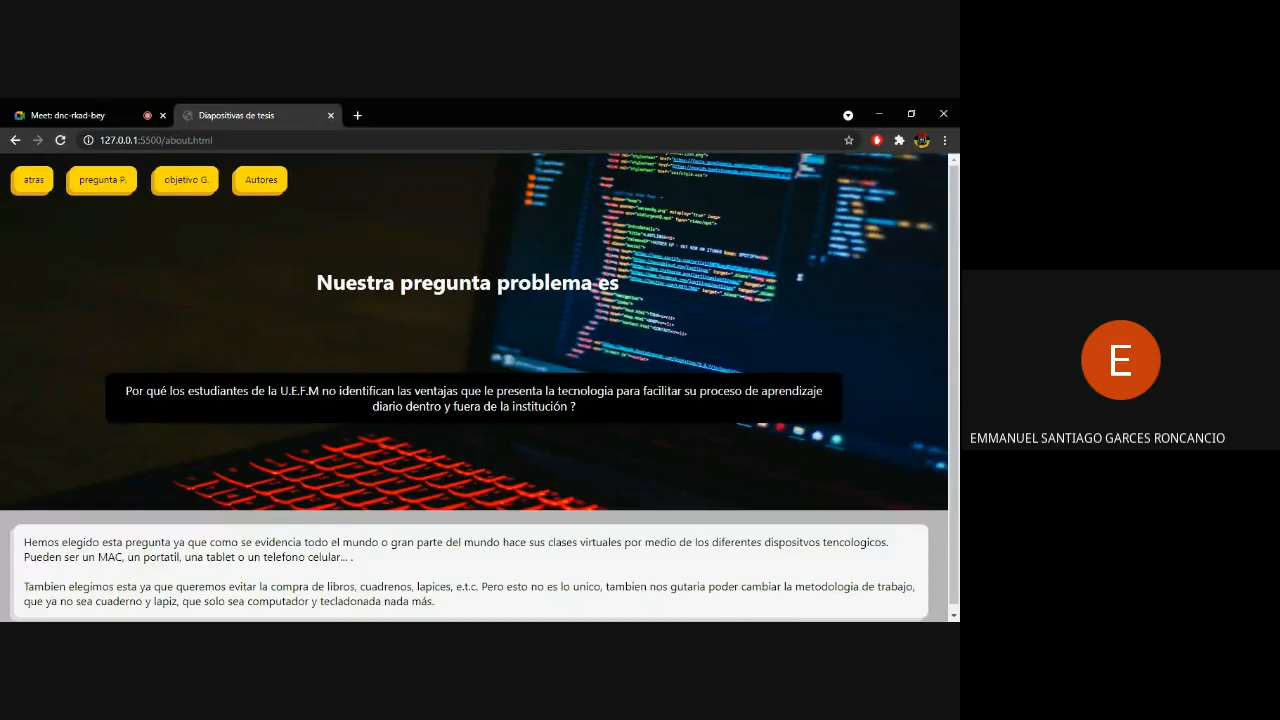 Meet: dnc-rkad-bey
Diapositivas de tesis
127.0.0.1:5500/about.html
atras
pregunta P.
objetivo G.
Autores
Nuestra pregunta problema es
Por qué los estudiantes de la U.E.F.M no identifican las ventajas que le presenta la tecnologia para facilitar su proceso de aprendizaje
diario dentro y fuera de la institución ?
Hemos elegido esta pregunta ya que como se evidencia todo el mundo o gran parte del mundo hace sus clases virtuales por medio de los diferentes dispositvos tencologicos.
Pueden ser un MAC, un portatil, una tablet o un telefono celular... .
Tambien elegimos esta ya que queremos evitar la compra de libros, cuadrenos, lapices, e.t.c. Pero esto no es lo unico, tambien nos gutaria poder cambiar la metodologia de trabajo,
que ya no sea cuaderno y lapiz, que solo sea computador y tecladonada nada más.
E
EMMANUEL SANTIAGO GARCES RONCANCIO